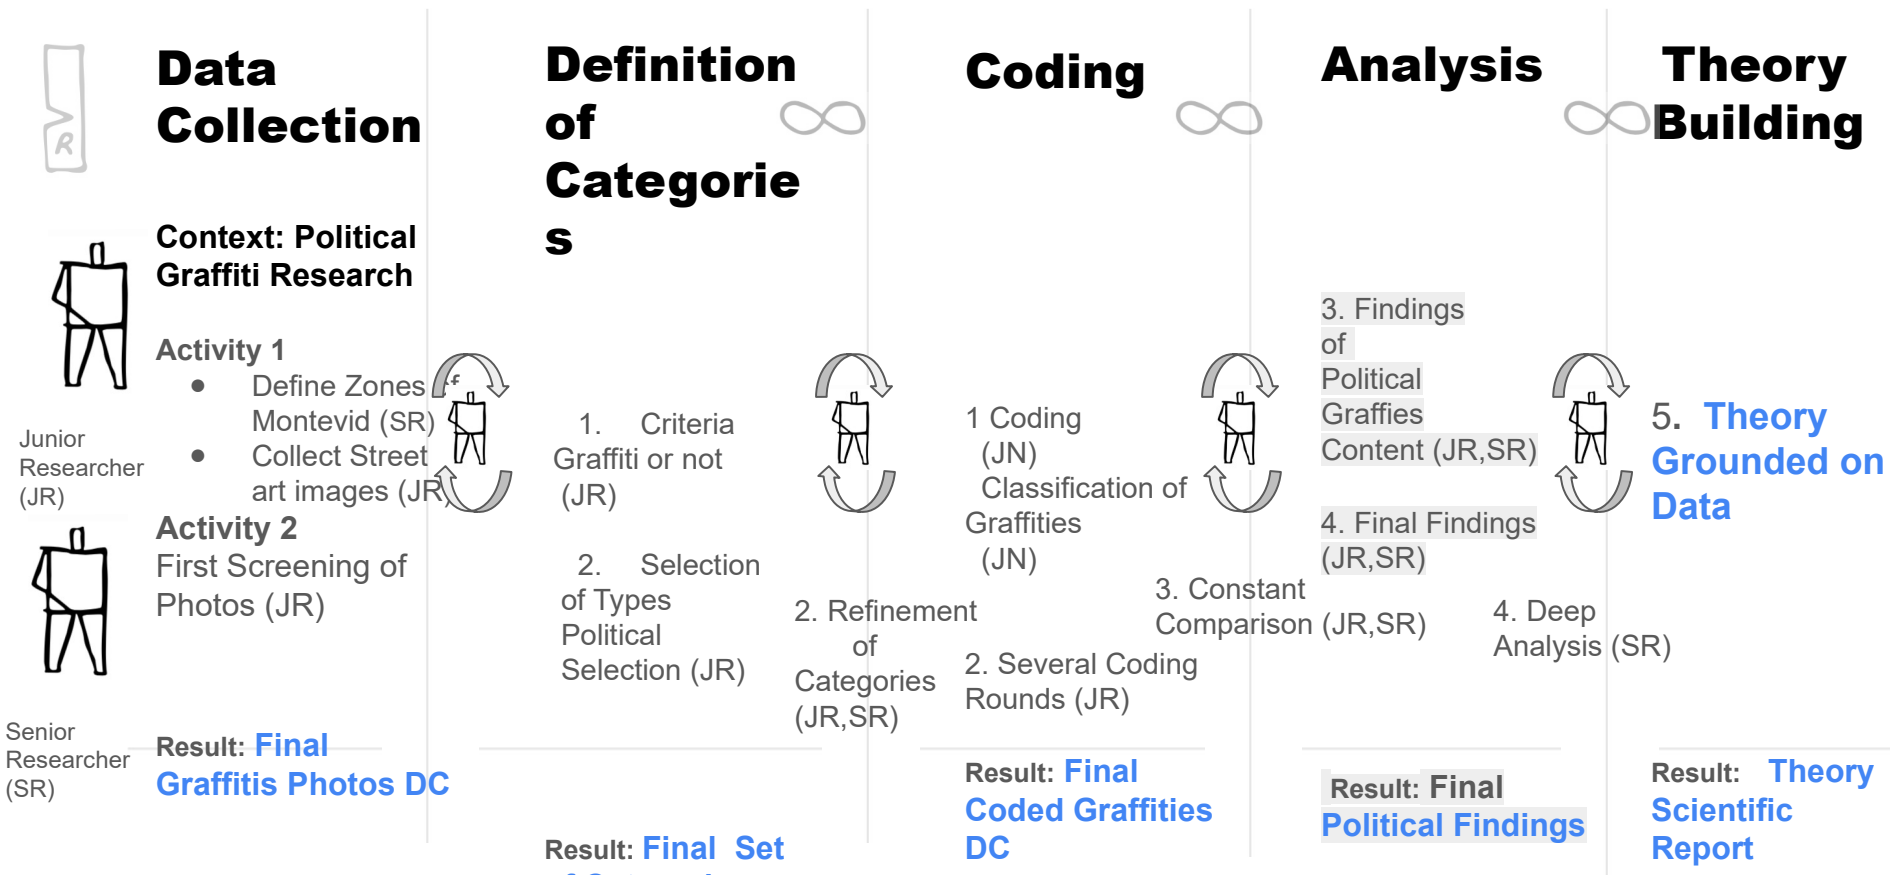 R
Data
Collection
Context: Political
Graffiti Research
Activity 1
● Define Zones
Montevid (SR)
● Collect Street
art images (JR)
Activity 2
First Screening of
Photos (JR)
Result: Final
Graffitis Photos DC
Junior
Researcher
(JR)
Senior
Researcher
(SR)
Definition
of
Categorie
s
1. Criteria
Graffiti or not
(JR)
2. Selection
of Types
Political
Selection (JR)
2. Refinement
of
Categories
(JR,SR)
Result: Final Set
Coding
1 Coding
(JN)
Classification of
Graffities
(JN)
2. Several Coding
Rounds (JR)
3. Constant
Comparison (JR,SR)
Result: Final
Coded Graffities
DC
Analysis
3. Findings
of
Political
Graffies
Content (JR,SR)
4. Final Findings
(JR,SR)
4. Deep
Analysis (SR)
Result: Final
Political Findings
Theory
Building
5. Theory
Grounded on
Data
Result: Theory
Scientific
Report